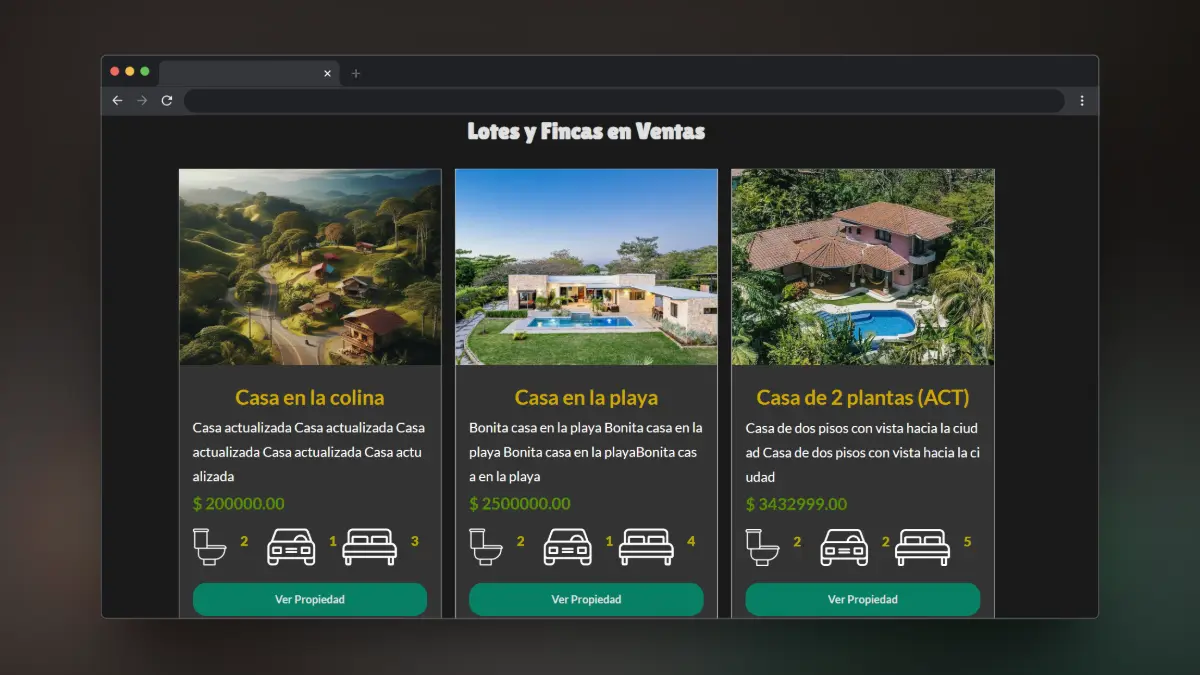 Lotes y Fincas en Ventas
Casa en la colina
Casa actualizada Casa actualizada Casa
actualizada Casa actualizada Casa actu
alizada
$ 200000.00
2 1 3
Ver Propiedad
Casa en la playa
Bonita casa en la playa Bonita casa en la
playa Bonita casa en la playaBonita cas
a en la playa
$ 2500000.00
2 1 4
Ver Propiedad
Casa de 2 plantas (ACT)
Casa de dos pisos con vista hacia la ciud
ad Casa de dos pisos con vista hacia la ci
udad
$ 3432999.00
2 2 5
Ver Propiedad